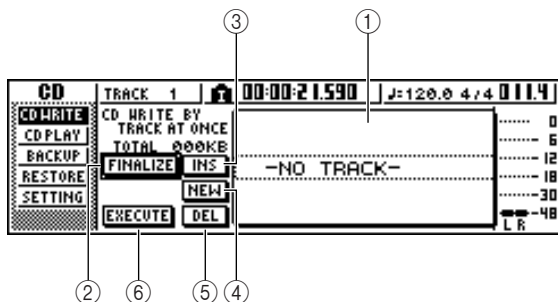 ③ ①
CD TRACK 1 00:00:21.590 ♩=120.0 4/4 011.4
CD WRITE CD WRITE BY
TRACK AT ONCE
CD PLAY TOTAL 000KB
BACKUP FINALIZE INS -NO TRACK-
RESTORE NEW
SETTING EXECUTE DEL
0
6
12
18
30
48
L R
② ⑥ ⑤ ④